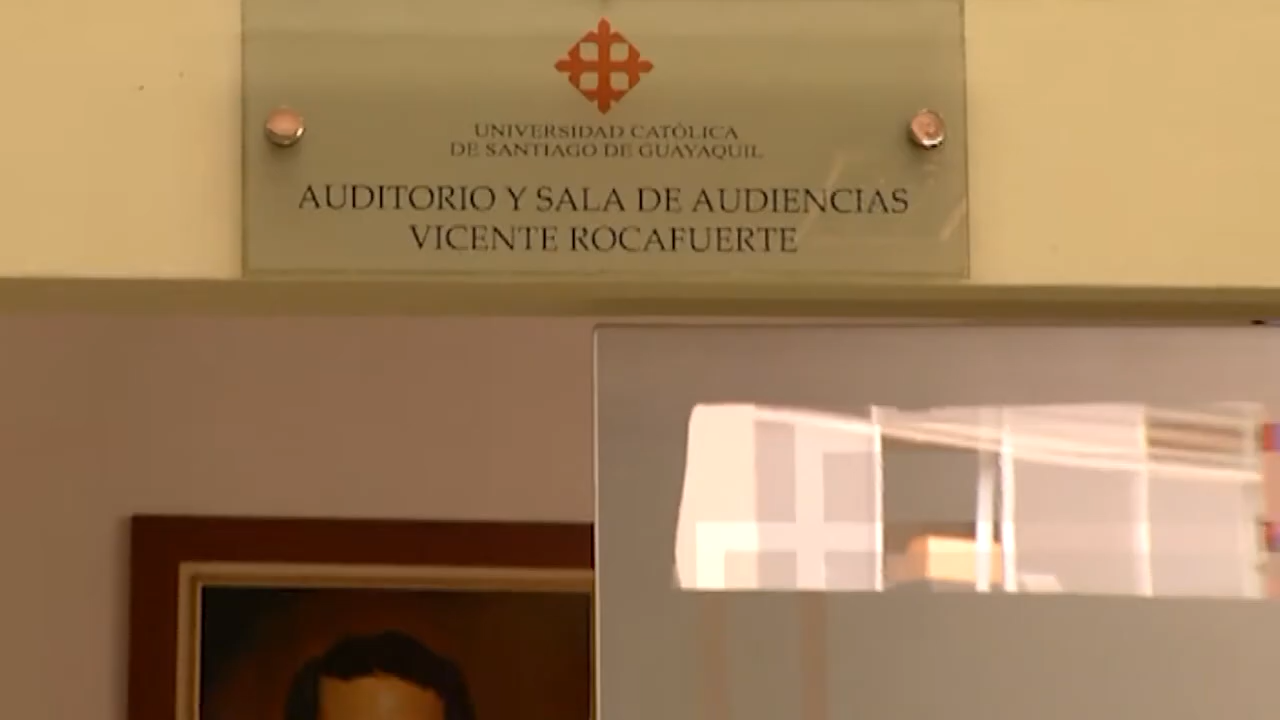 UNIVERSIDAD CATÓLICA
DE SANTIAGO DE GUAYAQUIL
AUDITORIO Y SALA DE AUDIENCIAS
VICENTE ROCAFUERTE